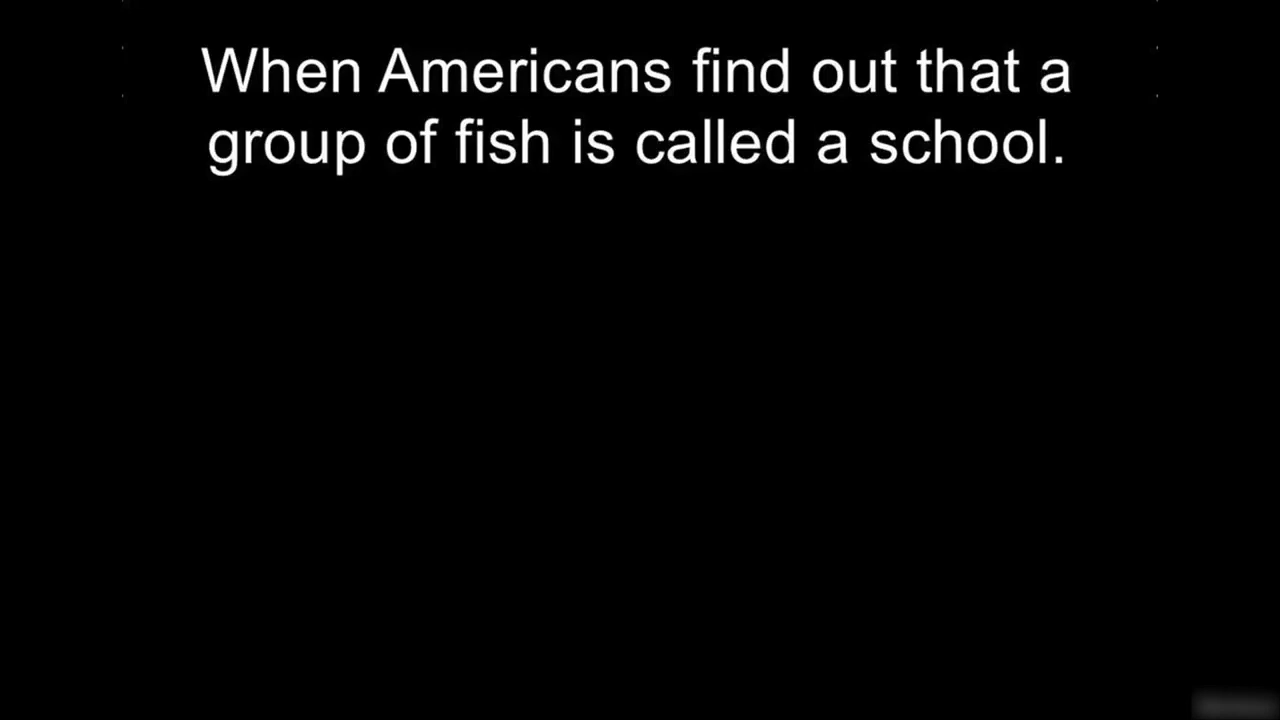 When Americans find out that a
group of fish is called a school.